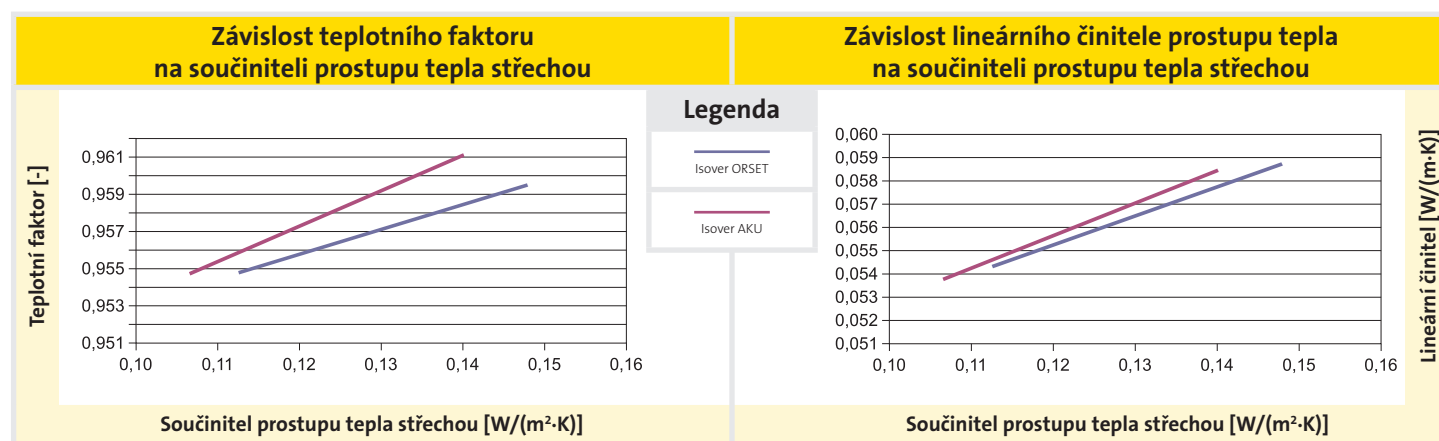 Závislost teplotního faktoru
na součiniteli prostupu tepla střechou
Teplotní faktor [-]
0,961
0,959
0,957
0,955
0,953
0,951
0,10
0,11
0,12
0,13
0,14
0,15
0,16
Součinitel prostupu tepla střechou [W/(m²·K)]
Legenda
Isover ORSET
Isover AKU
Závislost lineárního činitele prostupu tepla
na součiniteli prostupu tepla střechou
0,060
0,059
0,058
0,057
0,056
0,055
0,054
0,053
0,052
0,051
0,10
0,11
0,12
0,13
0,14
0,15
0,16
Lineární činitel [W/(m·K)]
Součinitel prostupu tepla střechou [W/(m²·K)]